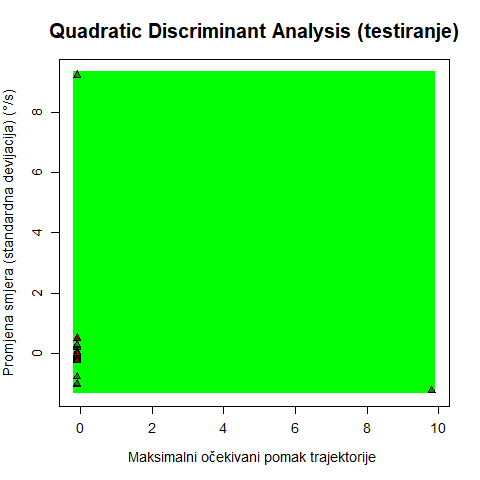 Quadratic Discriminant Analysis (testiranje)
Promjena smjera (standardna devijacija) (°/s)
8
6
4
2
0
0 2 4 6 8 10
Maksimalni očekivani pomak trajektorije